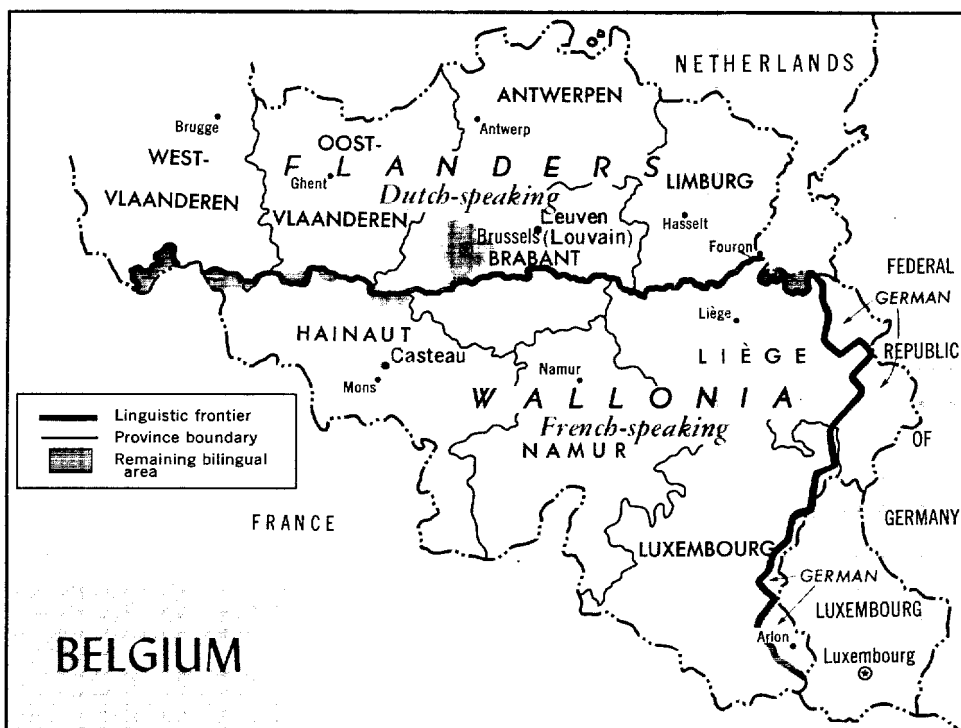 NETHERLANDS
ANTWERPEN
Brugge
Antwerp
WEST-
VLAANDEREN
OOST-
VLAANDEREN
FLANDERS
Ghent
Dutch-speaking
LIMBURG
Hasselt
Leuven
Brussels (Louvain)
BRABANT
Fouron
FEDERAL
REPUBLIC
OF
GERMANY
GERMAN
HAINAUT
Casteau
Mons
Liège
LIÈGE
Namur
WALLONIA
French-speaking
NAMUR
Linguistic frontier
Province boundary
Remaining bilingual
area
FRANCE
LUXEMBOURG
GERMAN
LUXEMBOURG
Arlon
Luxembourg
BELGIUM